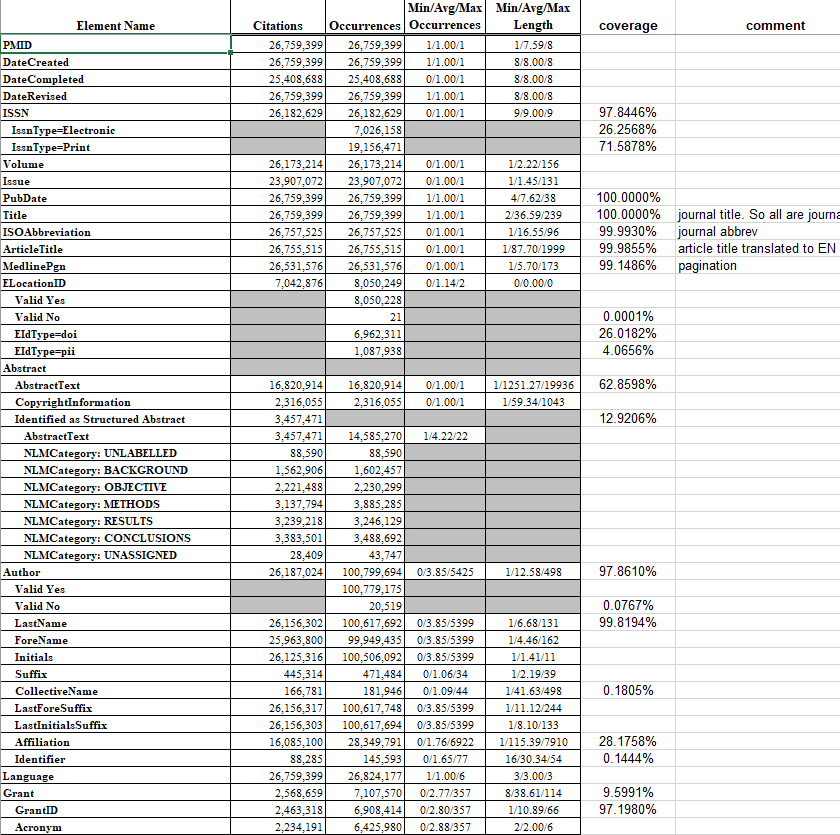 Element Name Citations Occurrences Min/Avg/Max Occurrences Min/Avg/Max Length coverage comment
PMID 26,759,399 26,759,399 1/1.00/1 1/7.59/8
DateCreated 26,759,399 26,759,399 1/1.00/1 8/8.00/8
DateCompleted 25,408,688 25,408,688 0/1.00/1 8/8.00/8
DateRevised 26,759,399 26,759,399 1/1.00/1 8/8.00/8
ISSN 26,182,629 26,182,629 0/1.00/1 9/9.00/9 97.8446%
IssnType=Electronic 7,026,158 26.2568%
IssnType=Print 19,156,471 71.5878%
Volume 26,173,214 26,173,214 0/1.00/1 1/2.22/156
Issue 23,907,072 23,907,072 0/1.00/1 1/1.45/131
PubDate 26,759,399 26,759,399 1/1.00/1 4/7.62/38 100.0000%
Title 26,759,399 26,759,399 1/1.00/1 2/36.59/239 100.0000% journal title. So all are journa
ISOAbbreviation 26,757,525 26,757,525 0/1.00/1 1/16.55/96 99.9930% journal abbrev
ArticleTitle 26,755,515 26,755,515 0/1.00/1 1/87.70/1999 99.9855% article title translated to EN
MedlinePgn 26,531,576 26,531,576 0/1.00/1 1/5.70/173 99.1486% pagination
ELocationID 7,042,876 8,050,249 0/1.14/2 0/0.00/0
Valid Yes 8,050,228
Valid No 21 0.0001%
EIdType=doi 6,962,311 26.0182%
EIdType=pii 1,087,938 4.0656%
Abstract
AbstractText 16,820,914 16,820,914 0/1.00/1 1/1251.27/19936 62.8598%
CopyrightInformation 2,316,055 2,316,055 0/1.00/1 1/59.34/1043
Identified as Structured Abstract 3,457,471 12.9206%
AbstractText 3,457,471 14,585,270 1/4.22/22
NLMCategory: UNLABELLED 88,590 88,590
NLMCategory: BACKGROUND 1,562,906 1,602,457
NLMCategory: OBJECTIVE 2,221,488 2,230,299
NLMCategory: METHODS 3,137,794 3,885,285
NLMCategory: RESULTS 3,239,218 3,246,129
NLMCategory: CONCLUSIONS 3,383,501 3,488,692
NLMCategory: UNASSIGNED 28,409 43,747
Author 26,187,024 100,799,694 0/3.85/5425 1/12.58/498 97.8610%
Valid Yes 100,779,175
Valid No 20,519 0.0767%
LastName 26,156,302 100,617,692 0/3.85/5399 1/6.68/131 99.8194%
ForeName 25,963,800 99,949,435 0/3.85/5399 1/4.46/162
Initials 26,125,316 100,506,092 0/3.85/5399 1/1.41/11
Suffix 445,314 471,484 0/1.06/34 1/2.19/39
CollectiveName 166,781 181,946 0/1.09/44 1/41.63/498 0.1805%
LastForeSuffix 26,156,317 100,617,748 0/3.85/5399 1/11.12/244
LastInitialsSuffix 26,156,303 100,617,694 0/3.85/5399 1/8.10/133
Affiliation 16,085,100 28,349,791 0/1.76/6922 1/115.39/7910 28.1758%
Identifier 88,285 145,593 0/1.65/77 16/30.34/54 0.1444%
Language 26,759,399 26,824,177 1/1.00/6 3/3.00/3
Grant 2,568,659 7,107,570 0/2.77/357 8/38.61/114 9.5991%
GrantID 2,463,318 6,908,414 0/2.80/357 1/10.89/66 97.1980%
Acronym 2,234,191 6,425,980 0/2.88/357 2/2.00/6